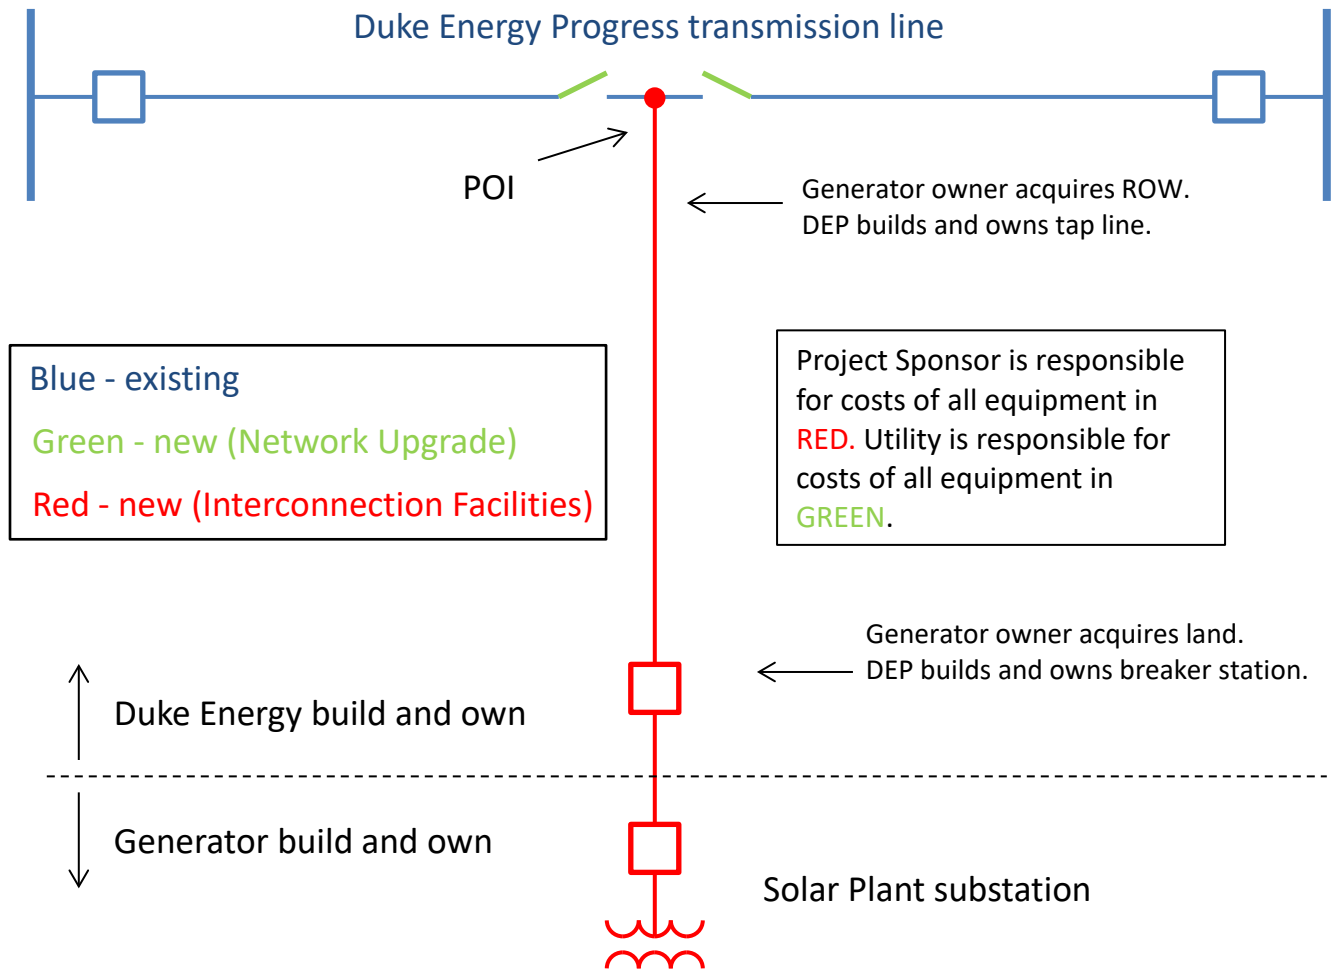 Duke Energy Progress transmission line
POI
Generator owner acquires ROW.
DEP builds and owns tap line.
Blue - existing
Green - new (Network Upgrade)
Red - new (Interconnection Facilities)
Project Sponsor is responsible
for costs of all equipment in
RED. Utility is responsible for
costs of all equipment in
GREEN.
Generator owner acquires land.
DEP builds and owns breaker station.
Duke Energy build and own
Generator build and own
Solar Plant substation